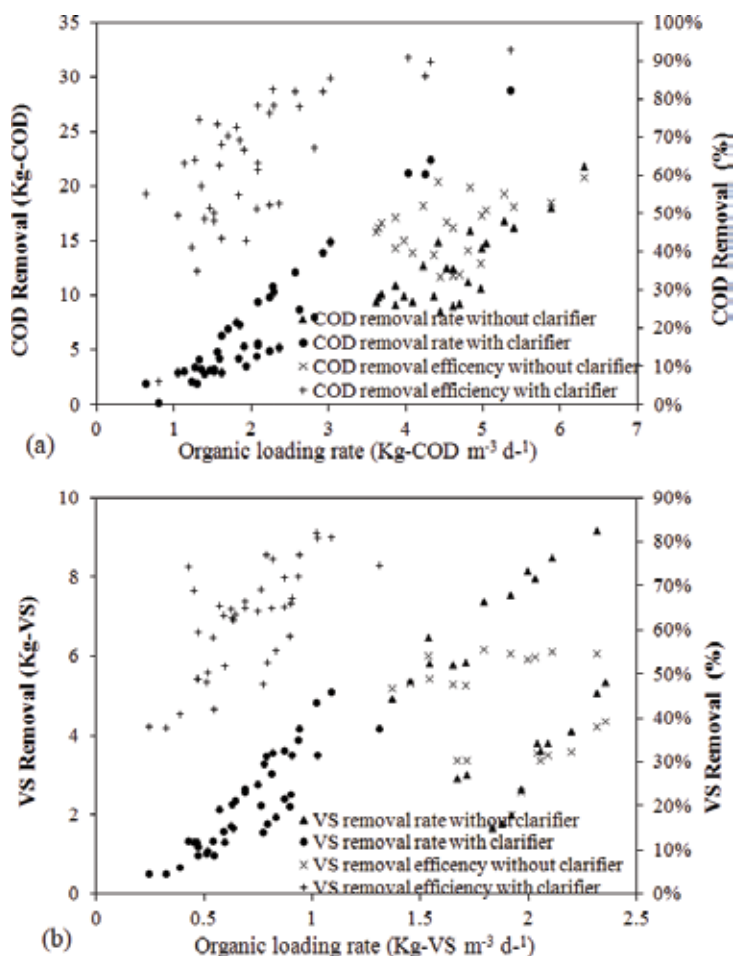 35
30
25
20
15
10
5
0
COD Removal (Kg-COD)
100%
90%
80%
70%
60%
50%
40%
30%
20%
10%
0%
COD Removal (%)
COD removal rate without clarifier
COD removal rate with clarifier
COD removal efficency without clarifier
COD removal efficiency with clarifier
0 1 2 3 4 5 6 7
(a) Organic loading rate (Kg-COD m-3 d-1)
10
8
6
4
2
0
VS Removal (Kg-VS)
90%
80%
70%
60%
50%
40%
30%
20%
10%
0%
VS Removal (%)
VS removal rate without clarifier
VS removal rate with clarifier
VS removal efficency without clarifier
VS removal efficiency with clarifier
0 0.5 1 1.5 2 2.5
(b) Organic loading rate (Kg-VS m-3 d-1)